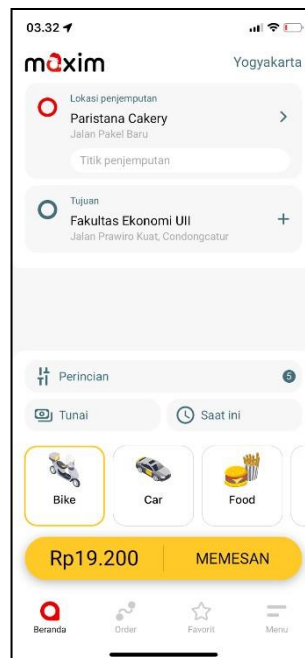 03.32
maxim
Yogyakarta
Lokasi penjemputan
Paristana Cakery
Jalan Pakel Baru
Titik penjemputan
Tujuan
Fakultas Ekonomi UII
Jalan Prawiro Kuat, Condongcatur
Perincian 5
Tunai
Saat ini
Bike
Car
Food
Rp19.200
MEMESAN
Beranda
Order
Favorit
Menu